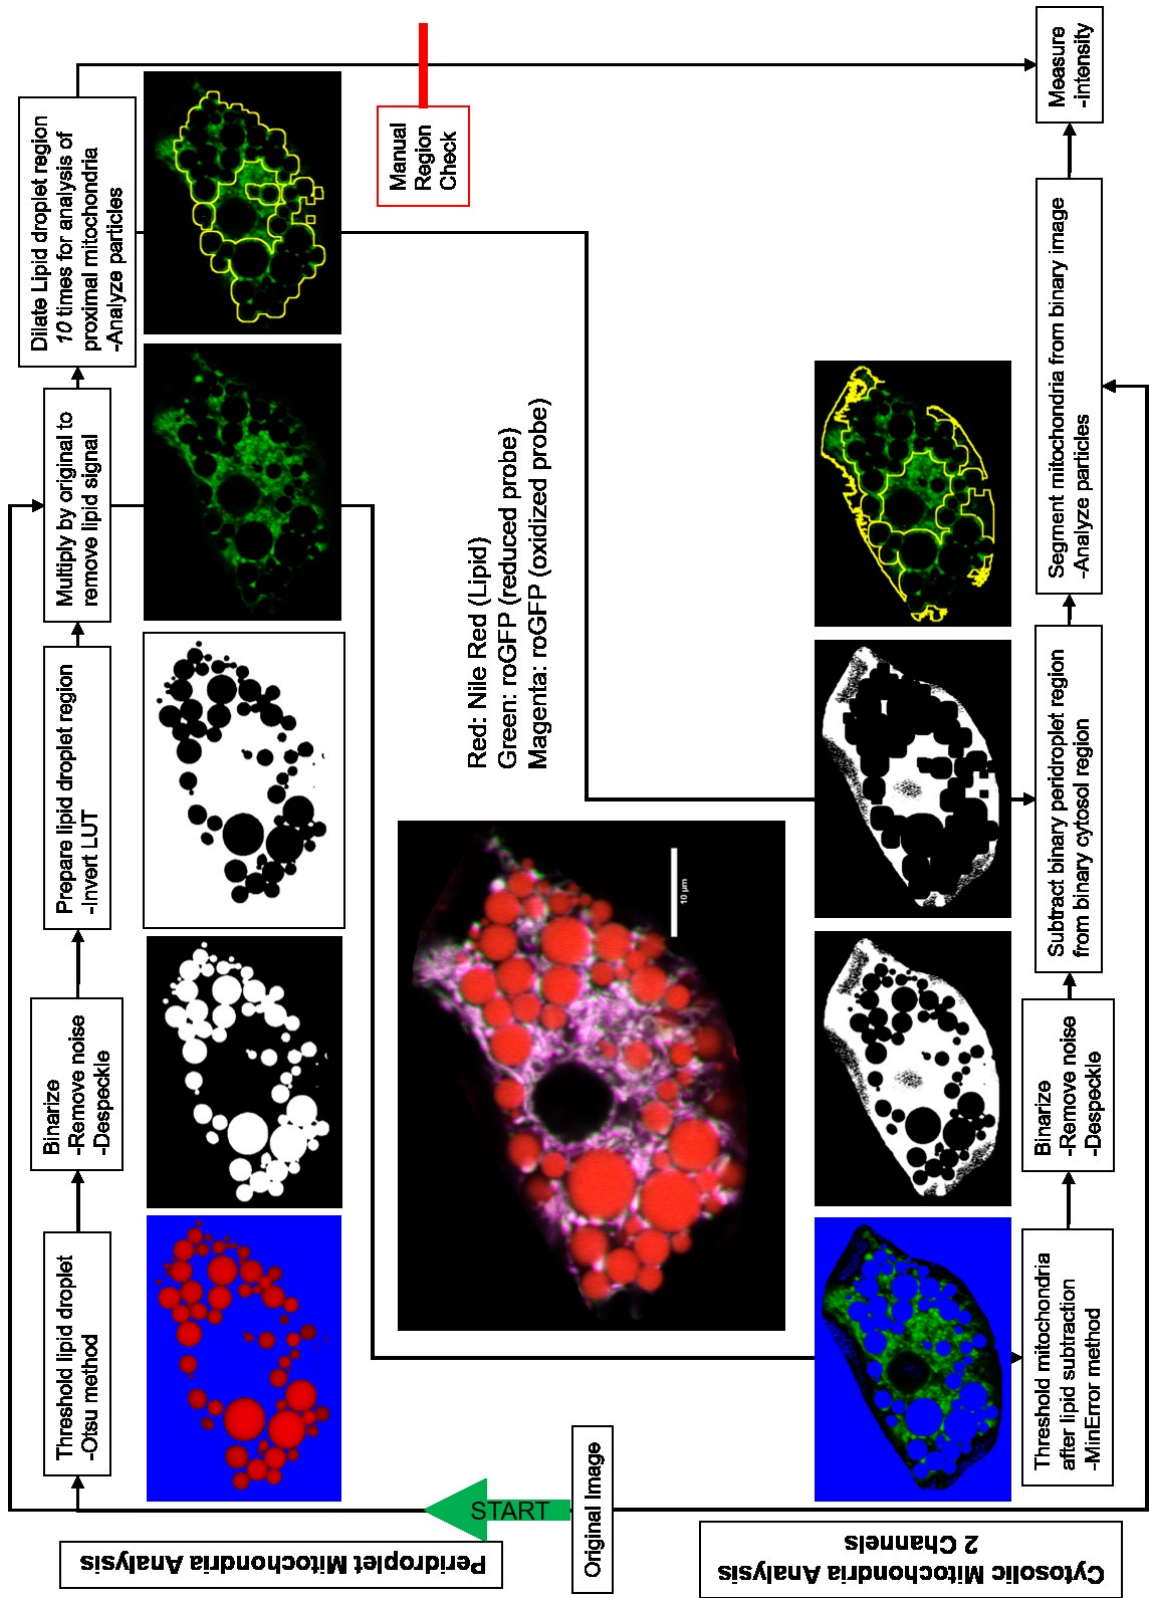 Peridroplet Mitochondria Analysis
Threshold lipid droplet
-Otsu method
Binarize
-Remove noise
-Despeckle
Prepare lipid droplet region
-Invert LUT
Multiply by original to
remove lipid signal
Dilate Lipid droplet region
10 times for analysis of
proximal mitochondria
-Analyze particles
START
Original Image
10 µm
Red: Nile Red (Lipid)
Green: roGFP (reduced probe)
Magenta: roGFP (oxidized probe)
Manual
Region
Check
Cytosolic Mitochondria Analysis
2 Channels
Threshold mitochondria
after lipid subtraction
-MinError method
Binarize
-Remove noise
-Despeckle
Subtract binary peridroplet region
from binary cytosol region
Segment mitochondria from binary image
-Analyze particles
Measure
-intensity